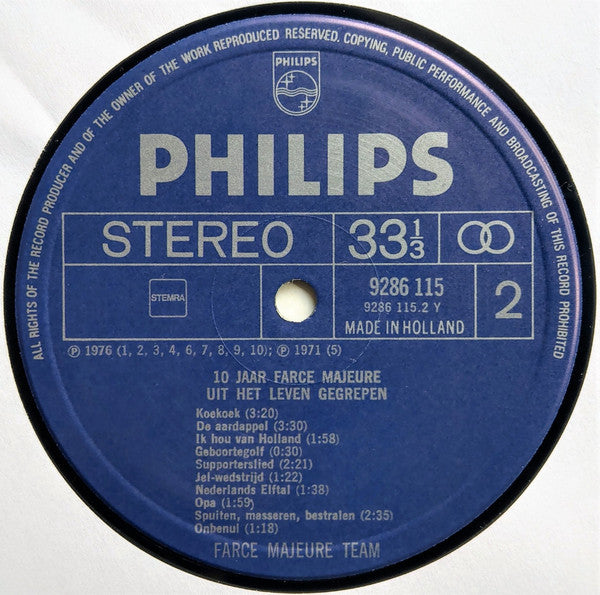 ALL RIGHTS OF THE RECORD PRODUCER AND OF THE OWNER OF THE WORK REPRODUCED RESERVED. COPYING, PUBLIC PERFORMANCE AND BROADCASTING OF THIS RECORD PROHIBITED
PHILIPS
PHILIPS
STEREO 33 1/3
STEMRA 9286 115 2
9286 115.2 Y
MADE IN HOLLAND
℗ 1976 (1, 2, 3, 4, 6, 7, 8, 9, 10); ℗ 1971 (5)
10 JAAR FARCE MAJEURE
UIT HET LEVEN GEGREPEN
Koekoek (3:20)
De aardappel (3:30)
Ik hou van Holland (1:58)
Geboortegolf (0:30)
Supporterslied (2:21)
Jel-wedstrijd (1:22)
Nederlands Elftal (1:38)
Opa (1:59)
Spuiten, masseren, bestralen (2:35)
Onbenul (1:18)
FARCE MAJEURE TEAM